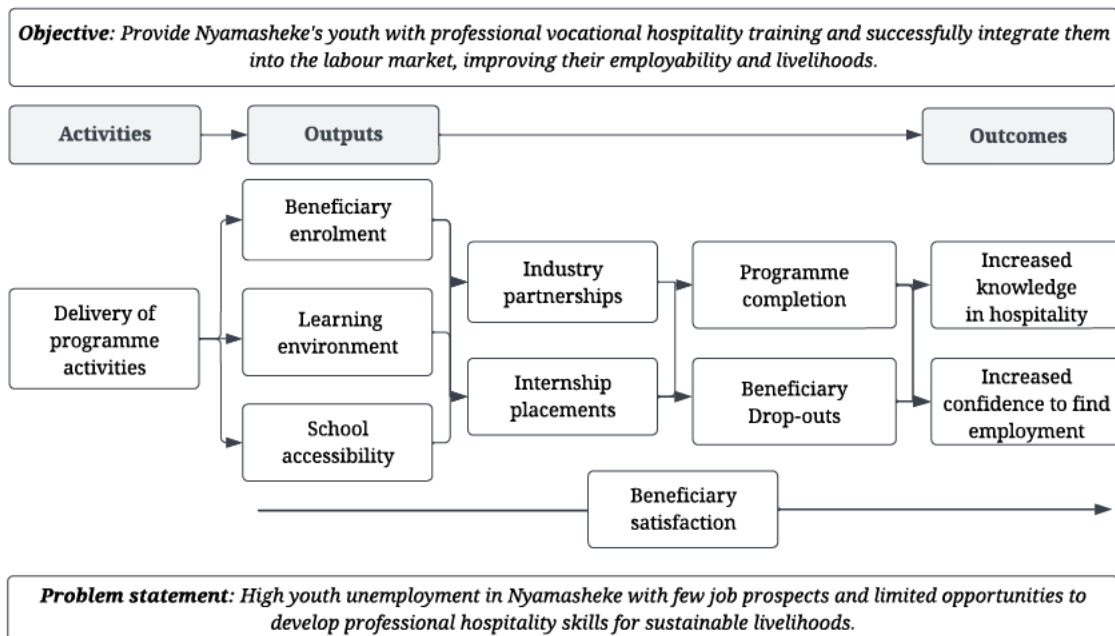 Objective: Provide Nyamasheke's youth with professional vocational hospitality training and successfully integrate them
into the labour market, improving their employability and livelihoods.
Activities
Outputs
Outcomes
Delivery of
programme
activities
Beneficiary
enrolment
Learning
environment
School
accessibility
Industry
partnerships
Internship
placements
Programme
completion
Beneficiary
Drop-outs
Increased
knowledge
in hospitality
Increased
confidence to find
employment
Beneficiary
satisfaction
Problem statement: High youth unemployment in Nyamasheke with few job prospects and limited opportunities to
develop professional hospitality skills for sustainable livelihoods.